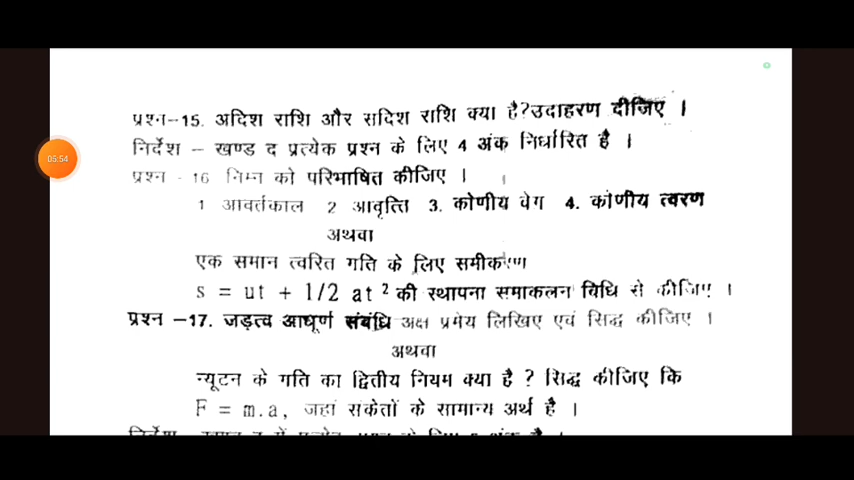 प्रश्न-15. अदिश राशि और सदिश राशि क्या है?उदाहरण दीजिए ।
निर्देश - खण्ड द प्रत्येक प्रश्न के लिए 4 अंक निर्धारित है ।
05:54
प्रश्न - 16 निम्न को परिभाषित कीजिए ।
1 आवर्तकाल 2 आवृत्ति 3. कोणीय वेग 4. कोणीय त्वरण
अथवा
एक समान त्वरित गति के लिए समीकरण
s = ut + 1/2 at² की स्थापना समाकलन विधि से कीजिए ।
प्रश्न -17. जड़त्व आघूर्ण संबंधि अक्ष प्रमेय लिखिए एवं सिद्ध कीजिए ।
अथवा
न्यूटन के गति का द्वितीय नियम क्या है ? सिद्ध कीजिए कि
F = m.a, जहां संकेतों के सामान्य अर्थ है ।
निर्देश